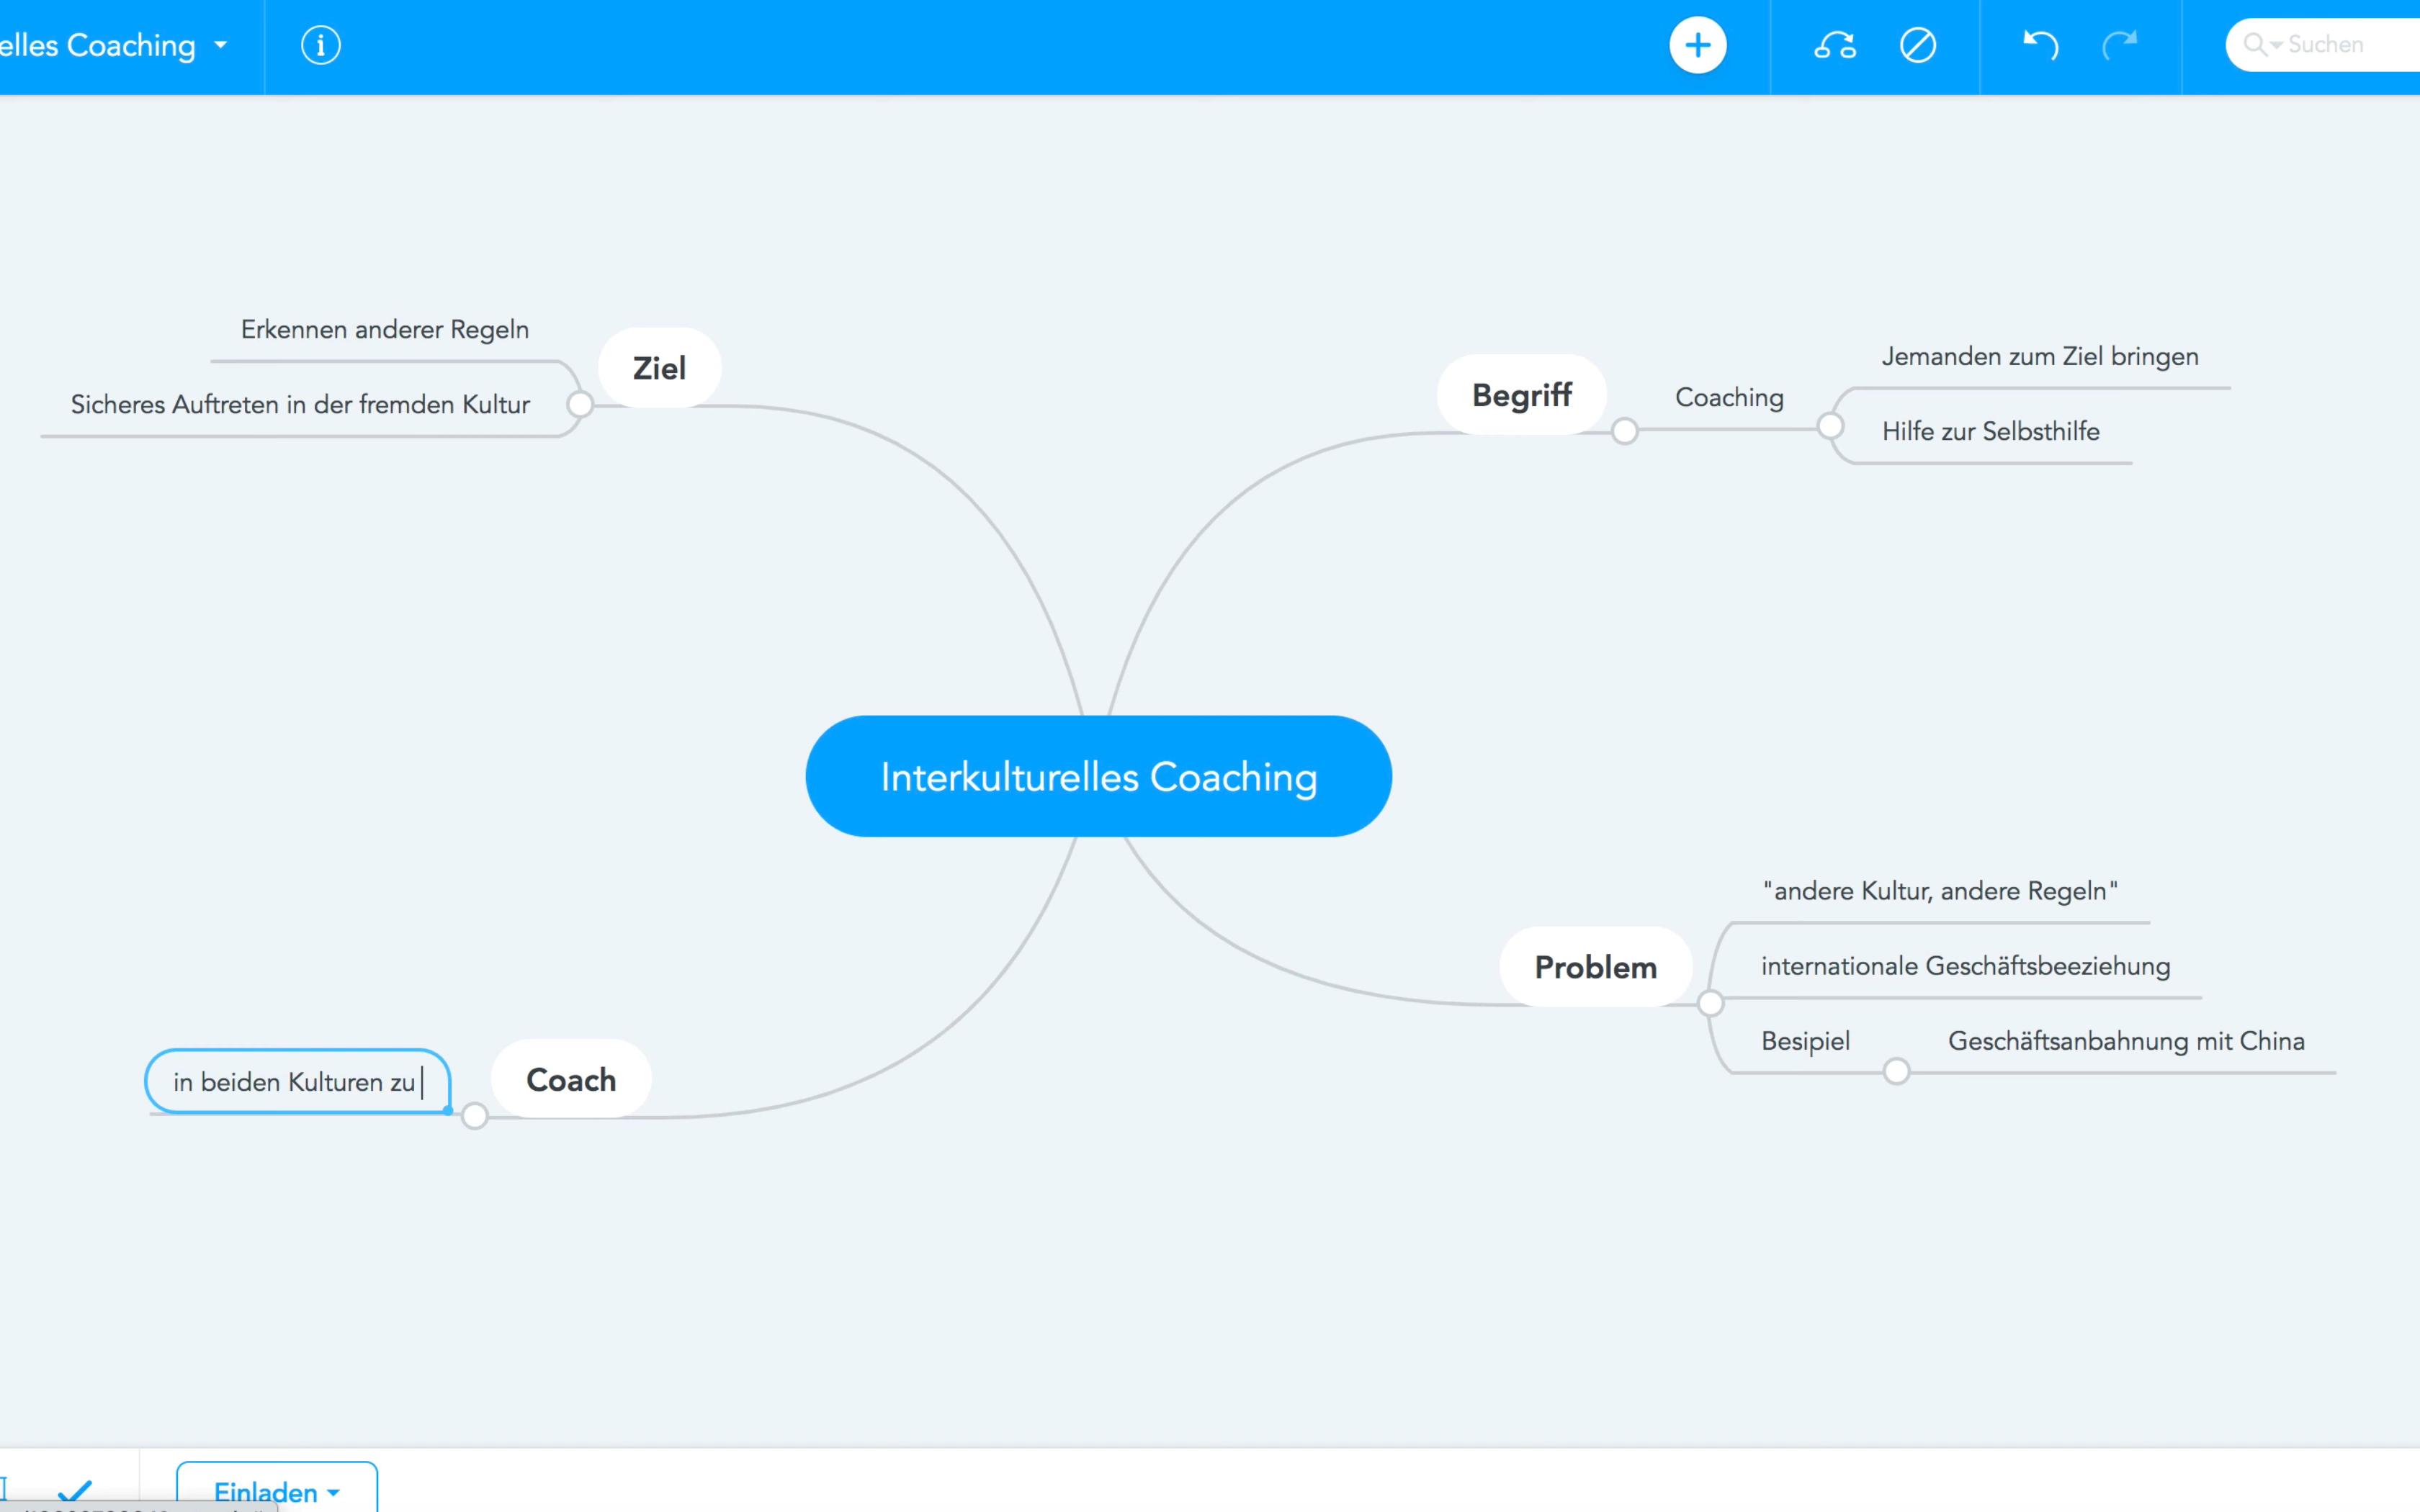 elles Coaching
Suchen
Erkennen anderer Regeln
Ziel
Sicheres Auftreten in der fremden Kultur
Begriff
Coaching
Jemanden zum Ziel bringen
Hilfe zur Selbsthilfe
Interkulturelles Coaching
"andere Kultur, andere Regeln"
Problem
internationale Geschäftsbeeziehung
Besipiel
Geschäftsanbahnung mit China
in beiden Kulturen zu
Coach
Einladen